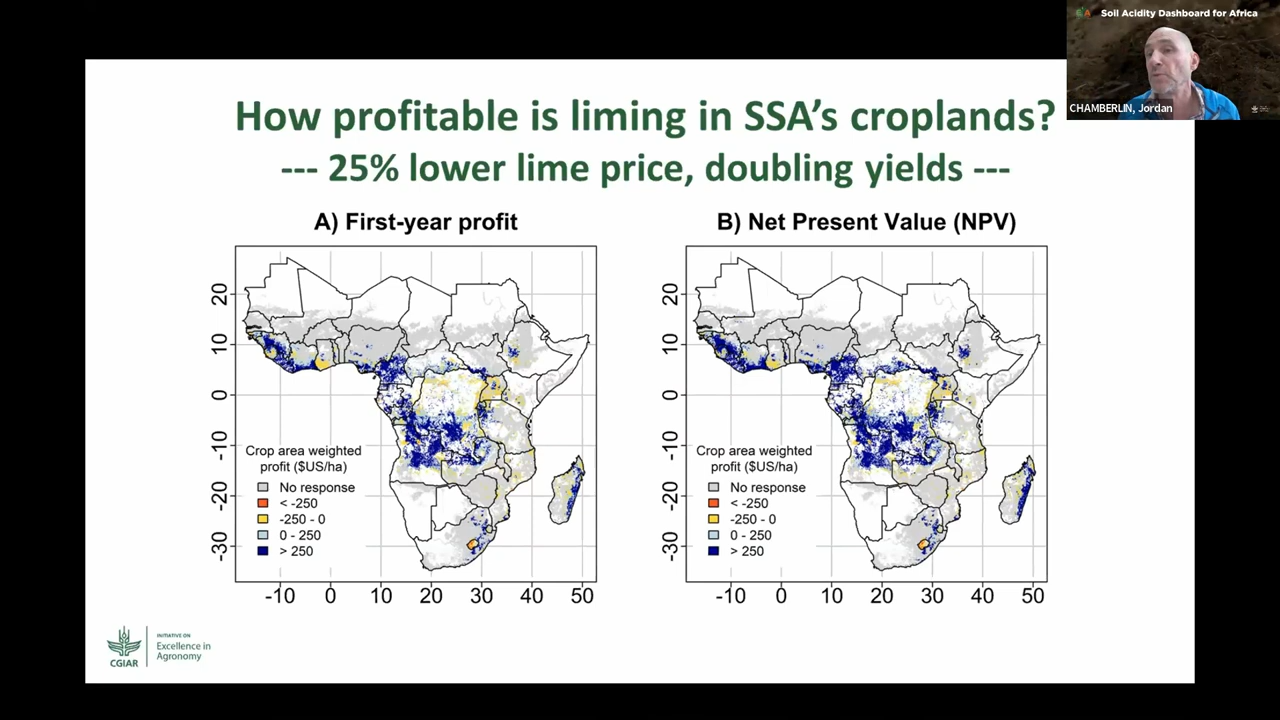 Soil Acidity Dashboard for Africa
CHAMBERLIN, Jordan
How profitable is liming in SSA's croplands?
--- 25% lower lime price, doubling yields ---
A) First-year profit
20
10
0
-10
-20
-30
Crop area weighted
profit ($US/ha)
No response
< -250
-250 - 0
0 - 250
> 250
-10 0 10 20 30 40 50
B) Net Present Value (NPV)
20
10
0
-10
-20
-30
Crop area weighted
profit ($US/ha)
No response
< -250
-250 - 0
0 - 250
> 250
-10 0 10 20 30 40 50
CGIAR
INITIATIVE ON
Excellence in
Agronomy